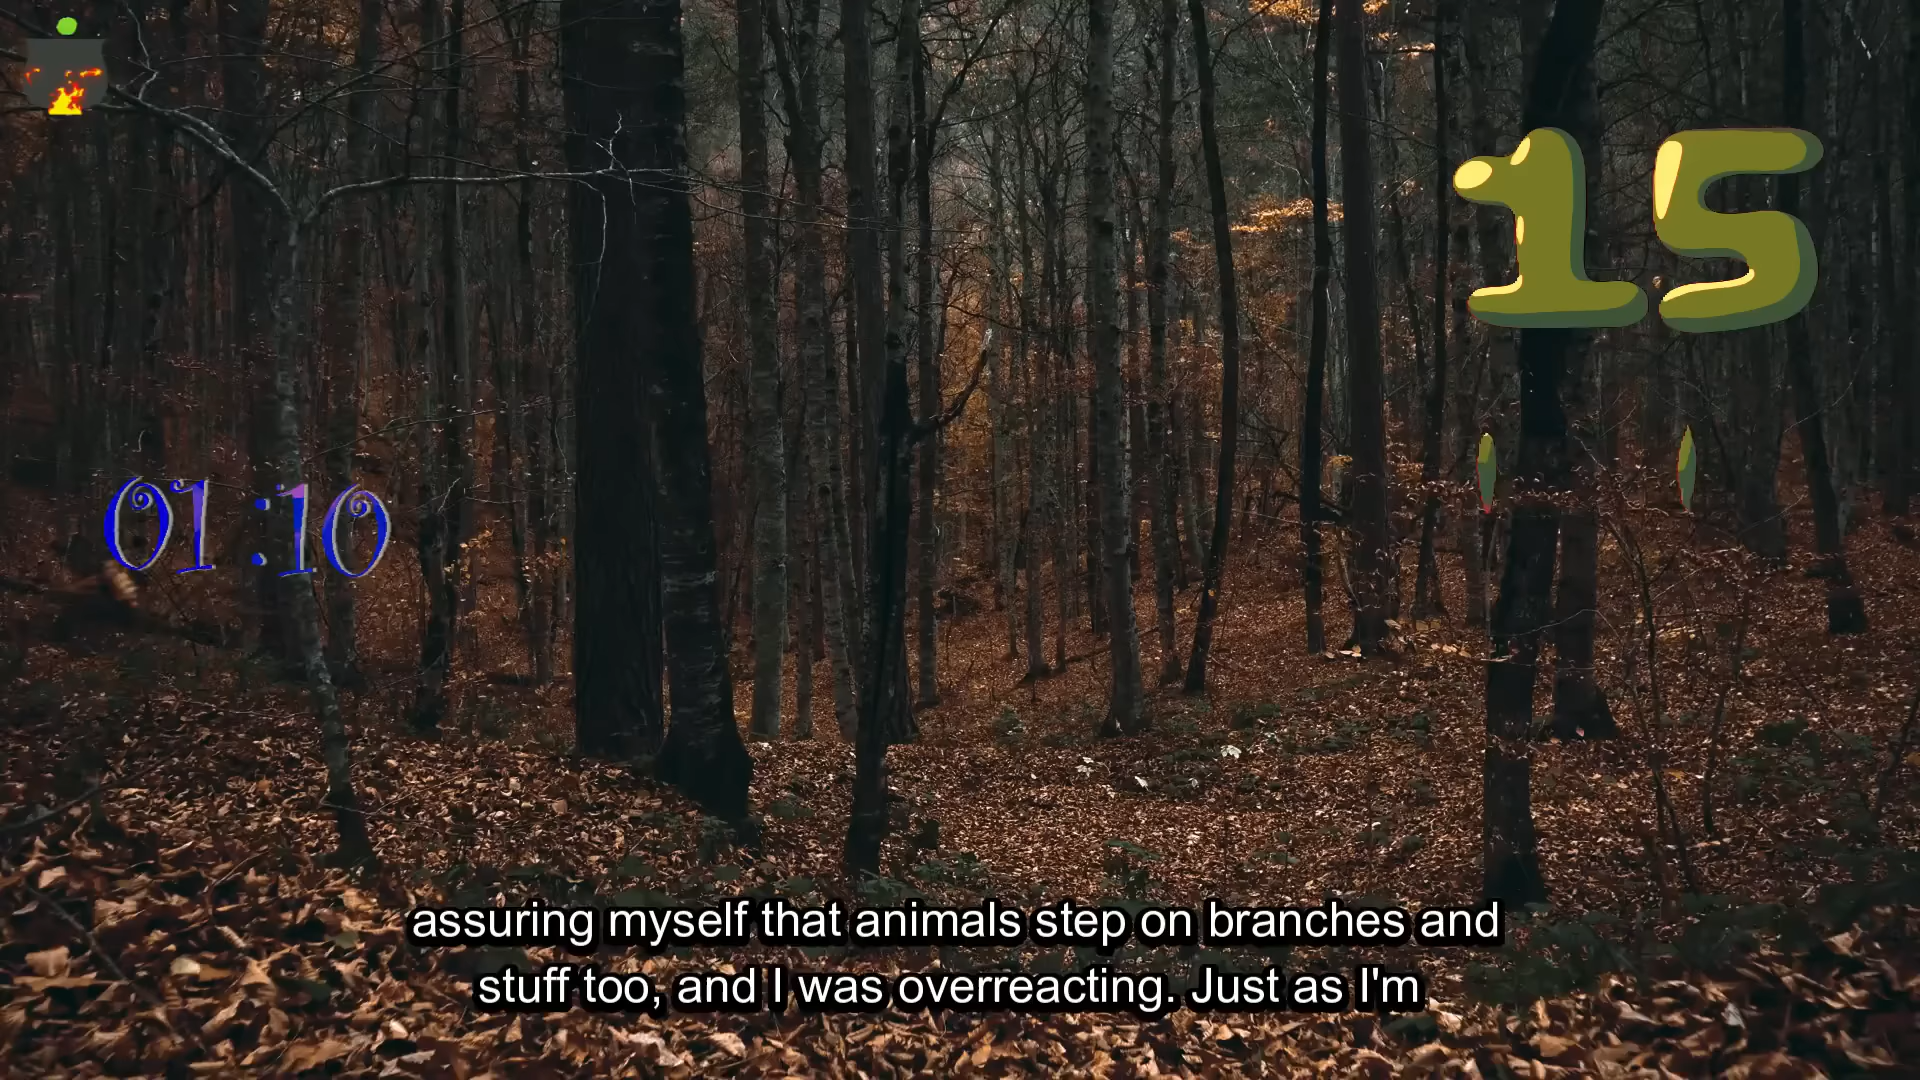 15
01:10
assuring myself that animals step on branches and
stuff too, and I was overreacting. Just as I'm